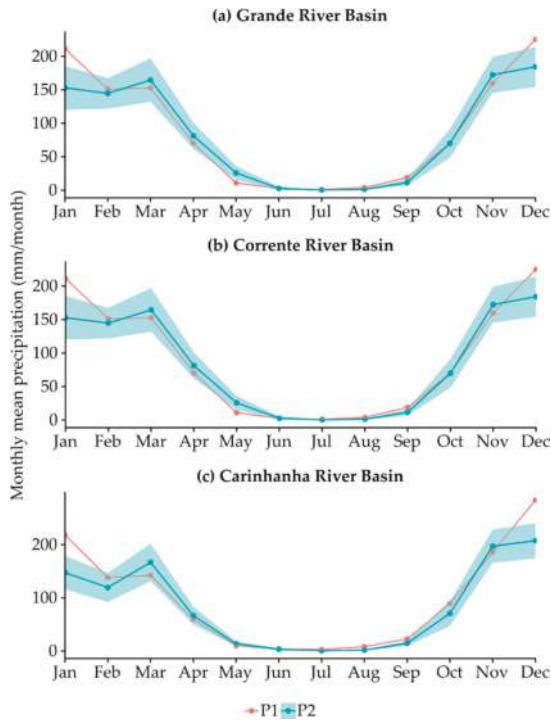 (a) Grande River Basin
200
150
100
50
0
Jan Feb Mar Apr May Jun Jul Aug Sep Oct Nov Dec
(b) Corrente River Basin
200
150
100
50
0
Jan Feb Mar Apr May Jun Jul Aug Sep Oct Nov Dec
(c) Carinhanha River Basin
200
100
0
Jan Feb Mar Apr May Jun Jul Aug Sep Oct Nov Dec
Monthly mean precipitation (mm/month)
P1 P2